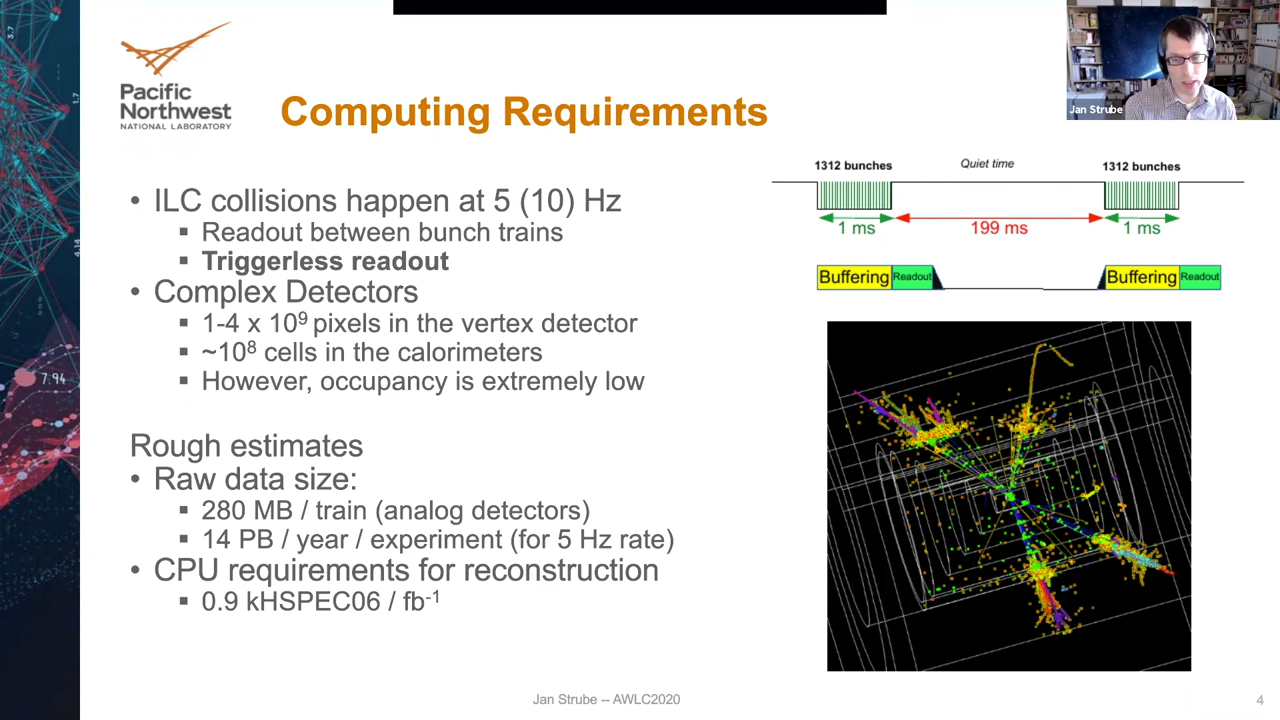 Pacific
Northwest
NATIONAL LABORATORY
Computing Requirements
Jan Strube
• ILC collisions happen at 5 (10) Hz
▪ Readout between bunch trains
▪ Triggerless readout
• Complex Detectors
▪ 1-4 x 10⁹ pixels in the vertex detector
▪ ~10⁸ cells in the calorimeters
▪ However, occupancy is extremely low
Rough estimates
• Raw data size:
▪ 280 MB / train (analog detectors)
▪ 14 PB / year / experiment (for 5 Hz rate)
• CPU requirements for reconstruction
▪ 0.9 kHSPEC06 / fb⁻¹
1312 bunches Quiet time 1312 bunches
1 ms 199 ms 1 ms
Buffering Readout Buffering Readout
7.94
4.14
Jan Strube -- AWLC2020
4